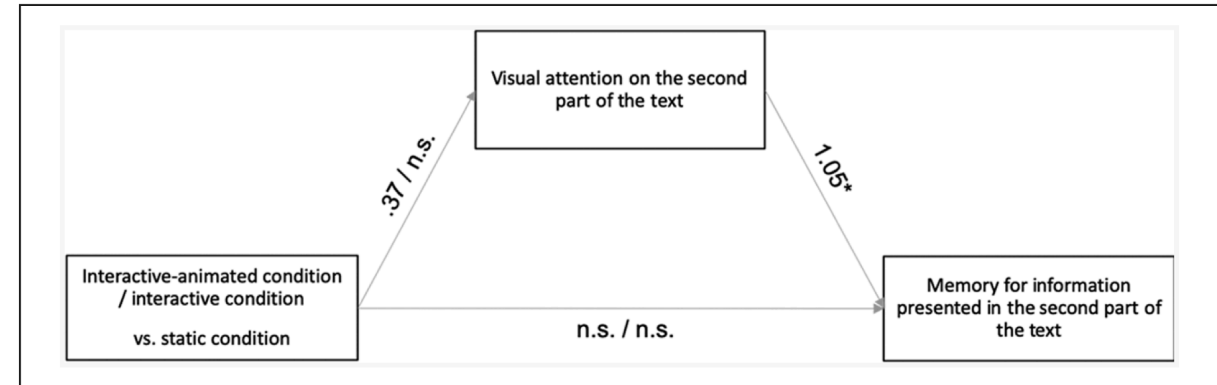 Visual attention on the second
part of the text
.37 / n.s.
1.05*
Interactive-animated condition
/ interactive condition
vs. static condition
n.s. / n.s.
Memory for information
presented in the second part of
the text